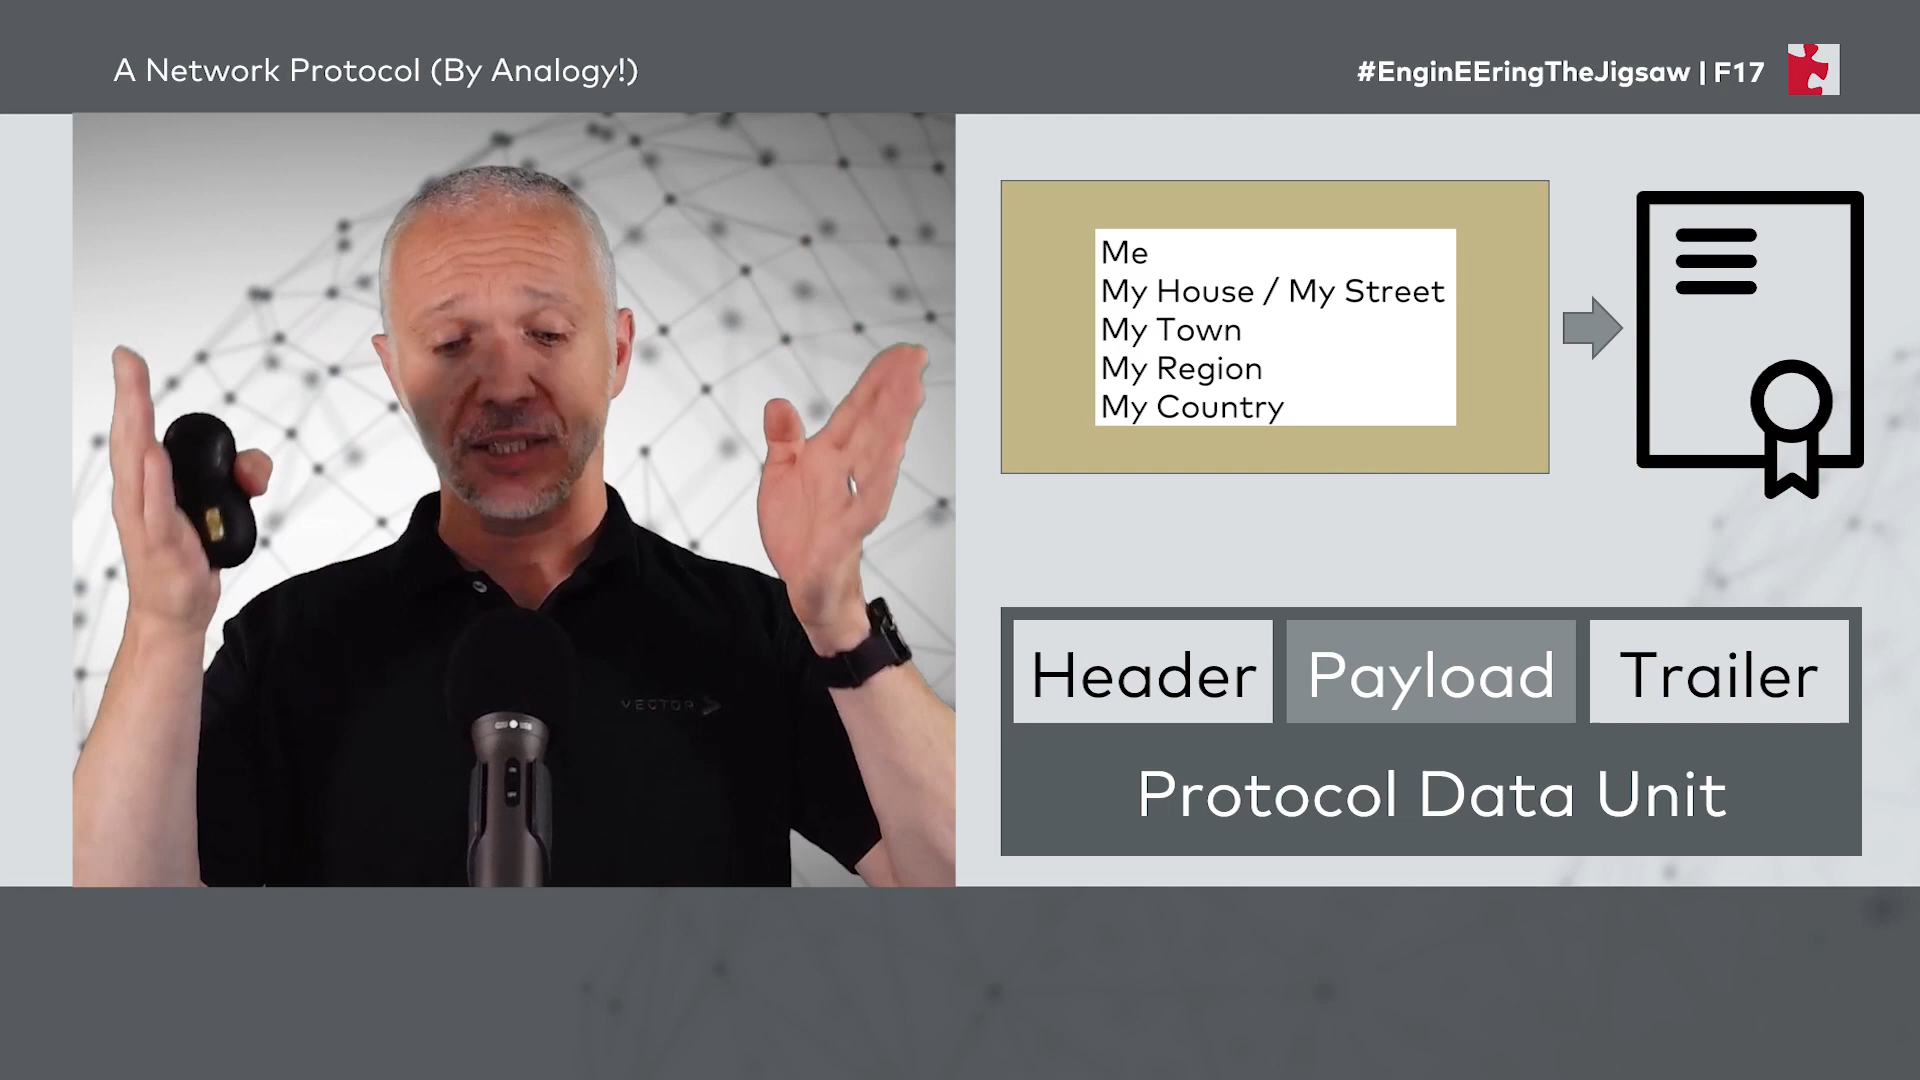 A Network Protocol (By Analogy!)
#EnginEEringTheJigsaw | F17
Me
My House / My Street
My Town
My Region
My Country
VECTOR
Header
Payload
Trailer
Protocol Data Unit